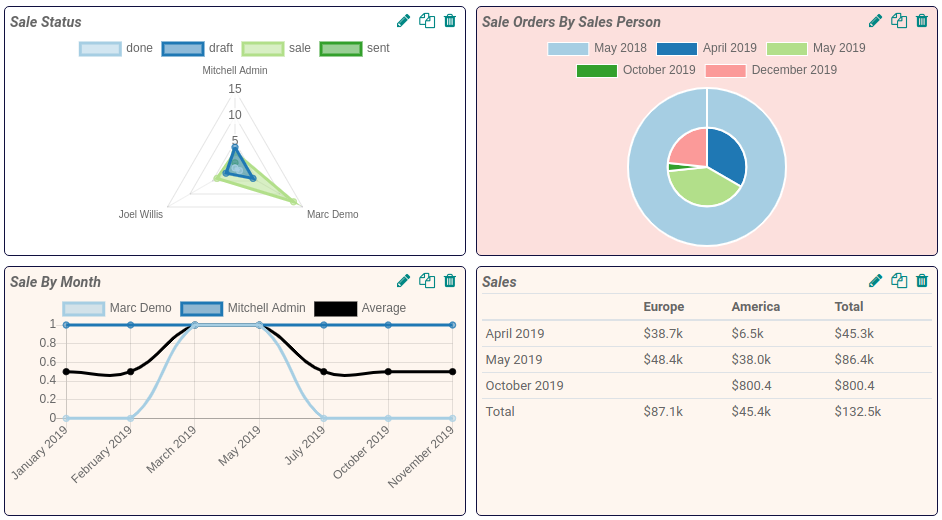 Sale Status
done draft sale sent
Mitchell Admin
15
10
5
Joel Willis
Marc Demo
Sale Orders By Sales Person
May 2018 April 2019 May 2019
October 2019 December 2019
Sale By Month
Marc Demo Mitchell Admin Average
1
0.8
0.6
0.4
0.2
0
January 2019
February 2019
March 2019
May 2019
July 2019
October 2019
November 2019
Sales
Europe America Total
April 2019 $38.7k $6.5k $45.3k
May 2019 $48.4k $38.0k $86.4k
October 2019 $800.4 $800.4
Total $87.1k $45.4k $132.5k